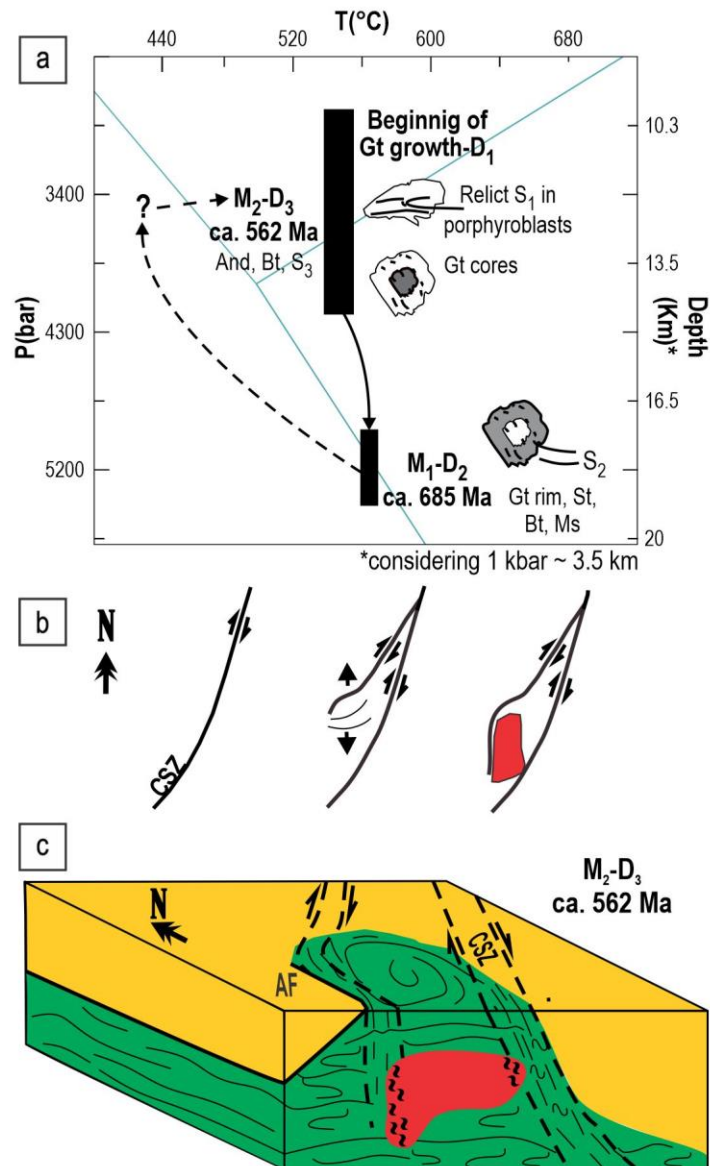 T(°C)
440 520 600 680
a
Beginnig of
Gt growth-D1
10.3
3400
?
M2-D3
ca. 562 Ma
And, Bt, S3
Relict S1 in
porphyroblasts
Gt cores
13.5
P(bar)
Depth
(Km)*
4300
16.5
5200
M1-D2
ca. 685 Ma
S2
Gt rim, St,
Bt, Ms
20
*considering 1 kbar ~ 3.5 km
b
N
CSZ
c
M2-D3
ca. 562 Ma
N
CSZ
AF